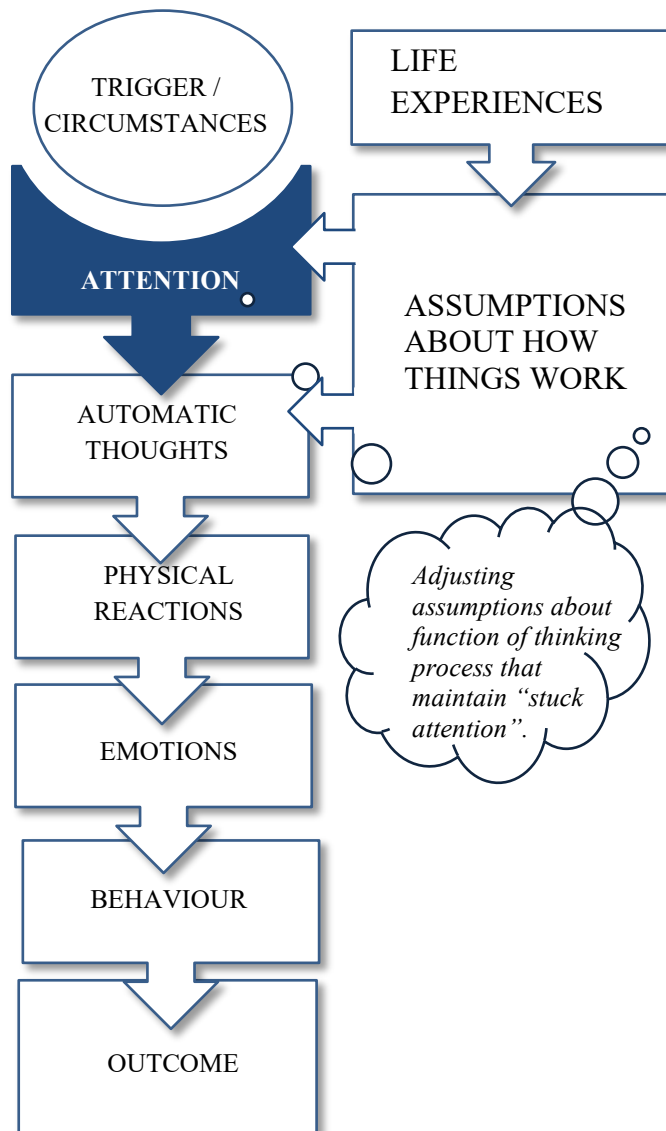 TRIGGER /
CIRCUMSTANCES
LIFE
EXPERIENCES
ATTENTION
ASSUMPTIONS
ABOUT HOW
THINGS WORK
AUTOMATIC
THOUGHTS
PHYSICAL
REACTIONS
Adjusting
assumptions about
function of thinking
process that
maintain “stuck
attention”.
EMOTIONS
BEHAVIOUR
OUTCOME